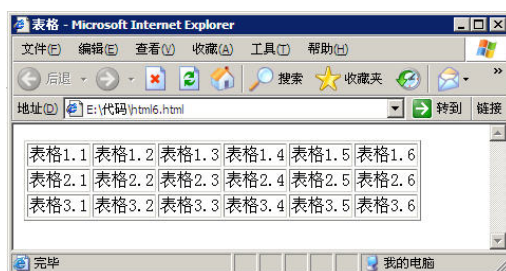 表格 - Microsoft Internet Explorer
文件(F) 编辑(E) 查看(V) 收藏(A) 工具(T) 帮助(H)
后退 搜索 收藏夹 »
地址(D) E:\代码\html6.html 转到 链接
表格1.1 表格1.2 表格1.3 表格1.4 表格1.5 表格1.6
表格2.1 表格2.2 表格2.3 表格2.4 表格2.5 表格2.6
表格3.1 表格3.2 表格3.3 表格3.4 表格3.5 表格3.6
完毕 我的电脑